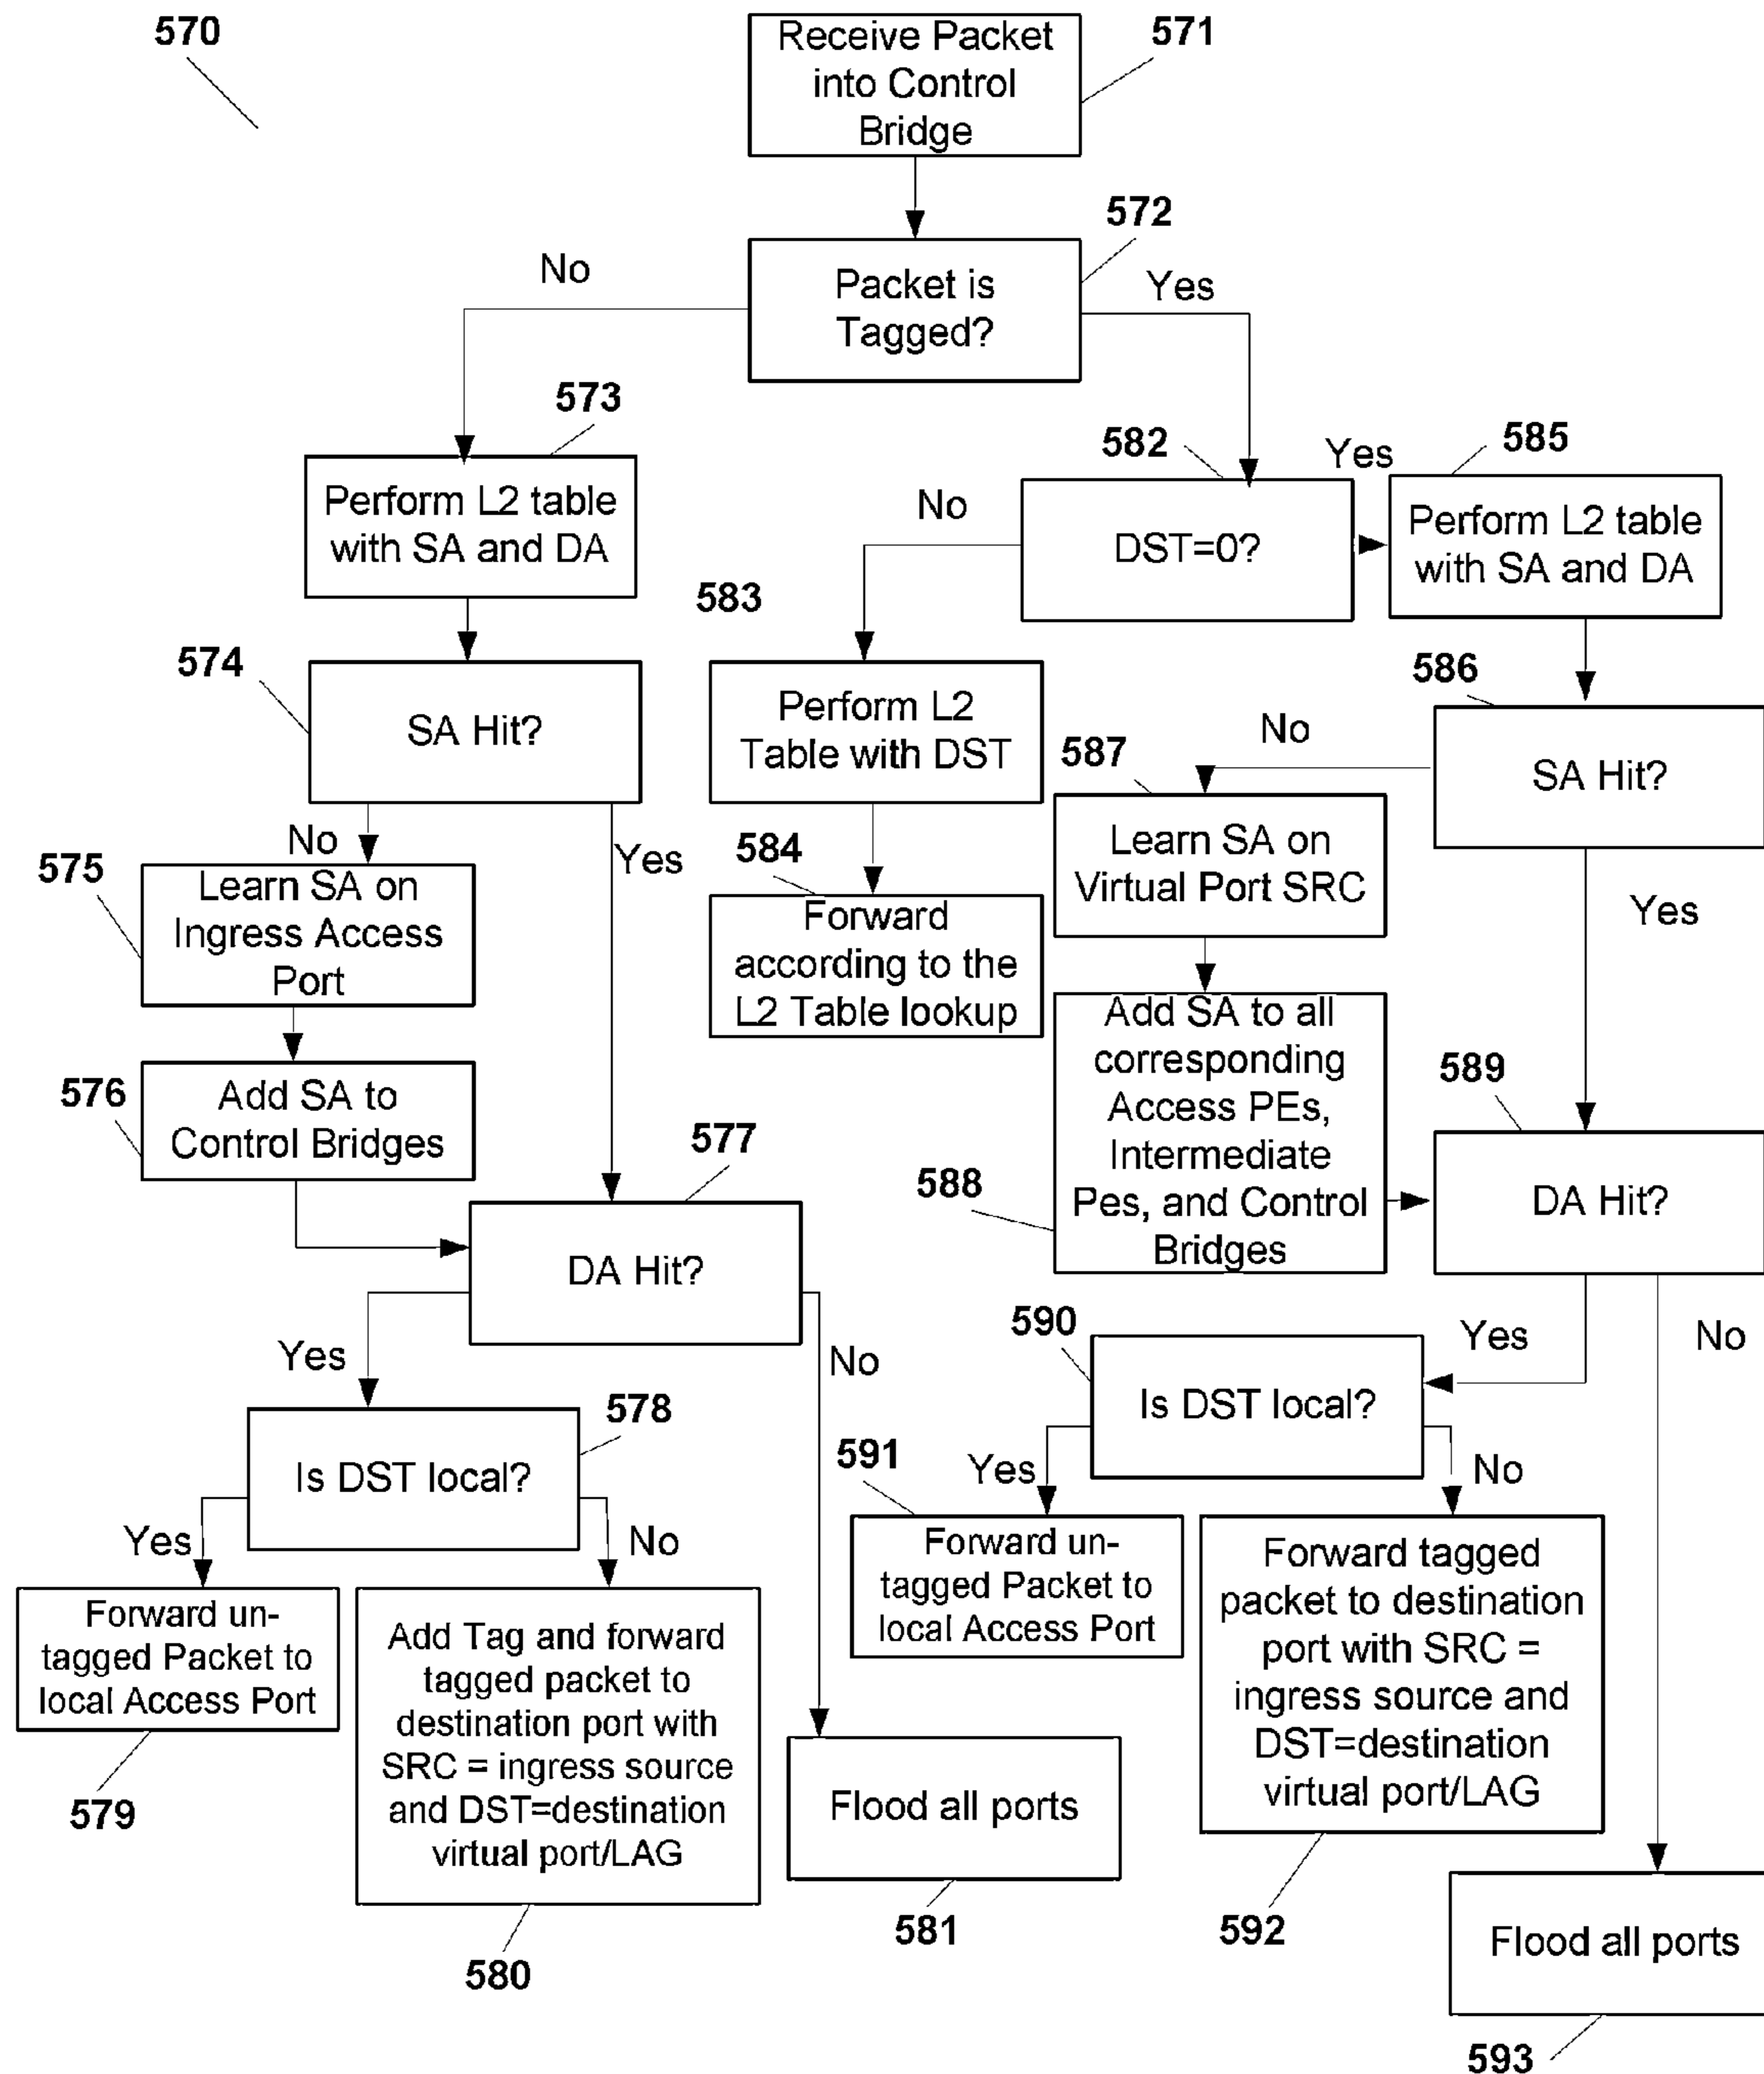 570
Receive Packet
into Control
Bridge
571
572
Packet is
Tagged?
No
Yes
573
Perform L2 table
with SA and DA
582
DST=0?
No
Yes
585
Perform L2 table
with SA and DA
583
574
SA Hit?
Perform L2
Table with DST
586
SA Hit?
No
587
Learn SA on
Virtual Port SRC
No
Yes
575
Learn SA on
Ingress Access
Port
584
Forward
according to the
L2 Table lookup
Yes
576
Add SA to
Control Bridges
588
Add SA to all
corresponding
Access PEs,
Intermediate
Pes, and Control
Bridges
589
DA Hit?
577
DA Hit?
Yes
No
590
Is DST local?
Yes
No
578
Is DST local?
Yes
No
591
Yes
No
Forward un-
tagged Packet to
local Access Port
579
Add Tag and forward
tagged packet to
destination port with
SRC = ingress source
and DST=destination
virtual port/LAG
580
Flood all ports
581
Forward un-
tagged Packet to
local Access Port
Forward tagged
packet to destination
port with SRC =
ingress source and
DST=destination
virtual port/LAG
592
Flood all ports
593